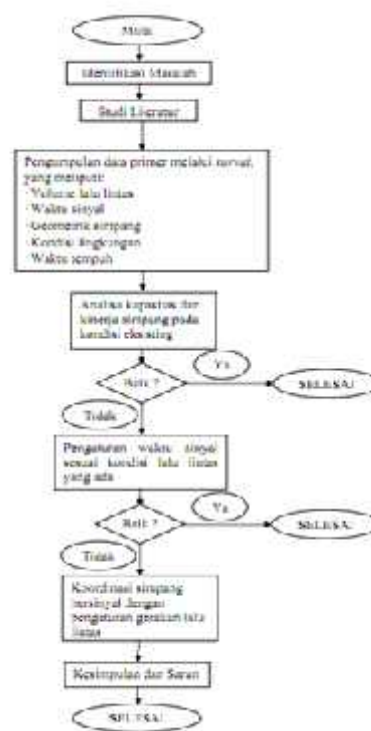 Mulai
Identifikasi Masalah
Studi Literatur
Pengumpulan data primer melalui survai,
yang meliputi:
- Volume lalu lintas
- Waktu sinyal
- Geometrik simpang
- Kondisi lingkungan
- Waktu tempuh
Analisa kapasitas dan
kinerja simpang pada
kondisi eksisting
Baik ?
Ya
SELESAI
Tidak
Pengaturan waktu sinyal
sesuai kondisi lalu lintas
yang ada
Baik ?
Ya
SELESAI
Tidak
Koordinasi simpang
bersinyal dengan
pengaturan gerakan lalu
lintas
Kesimpulan dan Saran
SELESAI